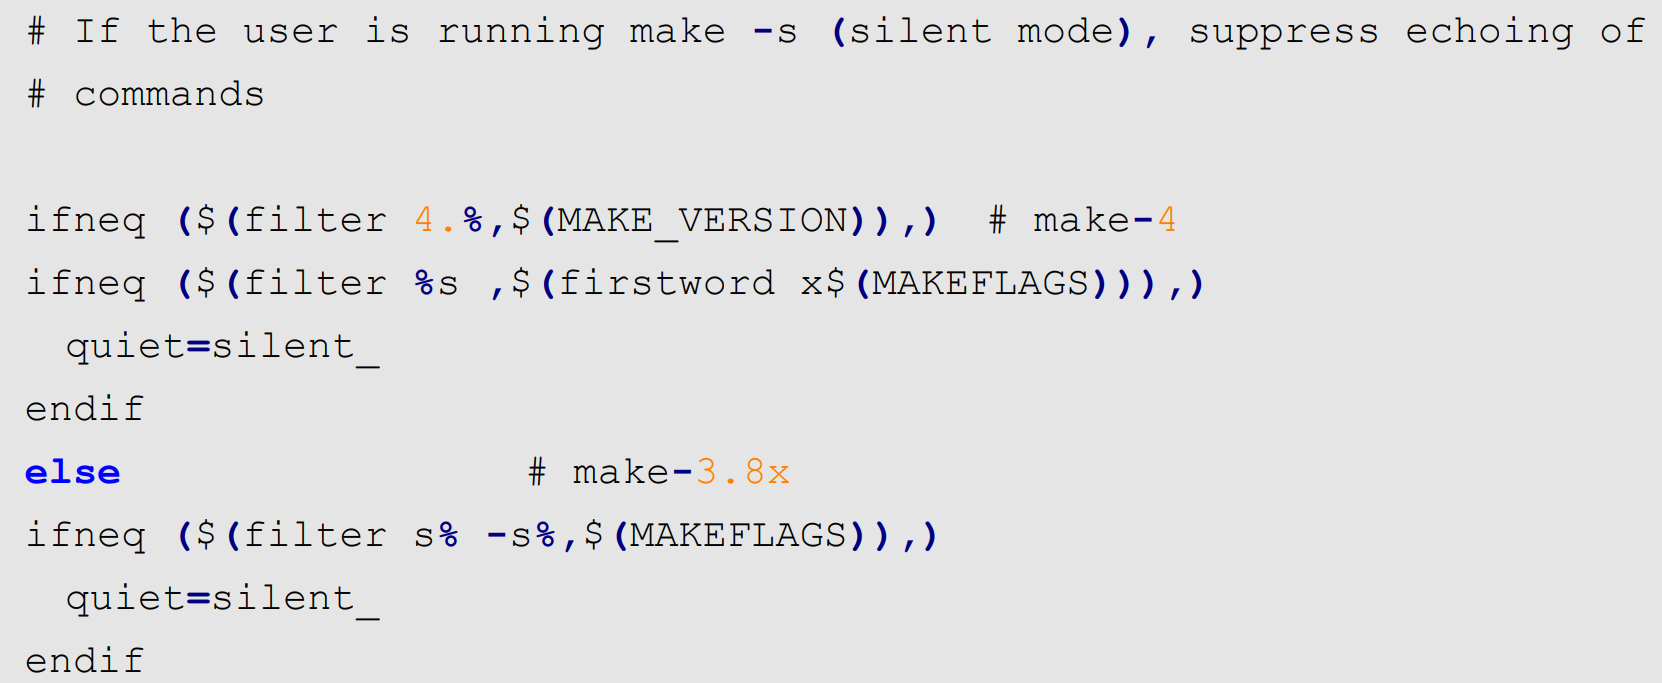 # If the user is running make -s (silent mode), suppress echoing of
# commands
ifneq ($(filter 4.%,$(MAKE_VERSION)),)  # make-4
ifneq ($(filter %s ,$(firstword x$(MAKEFLAGS))),)
  quiet=silent_
endif
else                 # make-3.8x
ifneq ($(filter s% -s%,$(MAKEFLAGS)),)
  quiet=silent_
endif